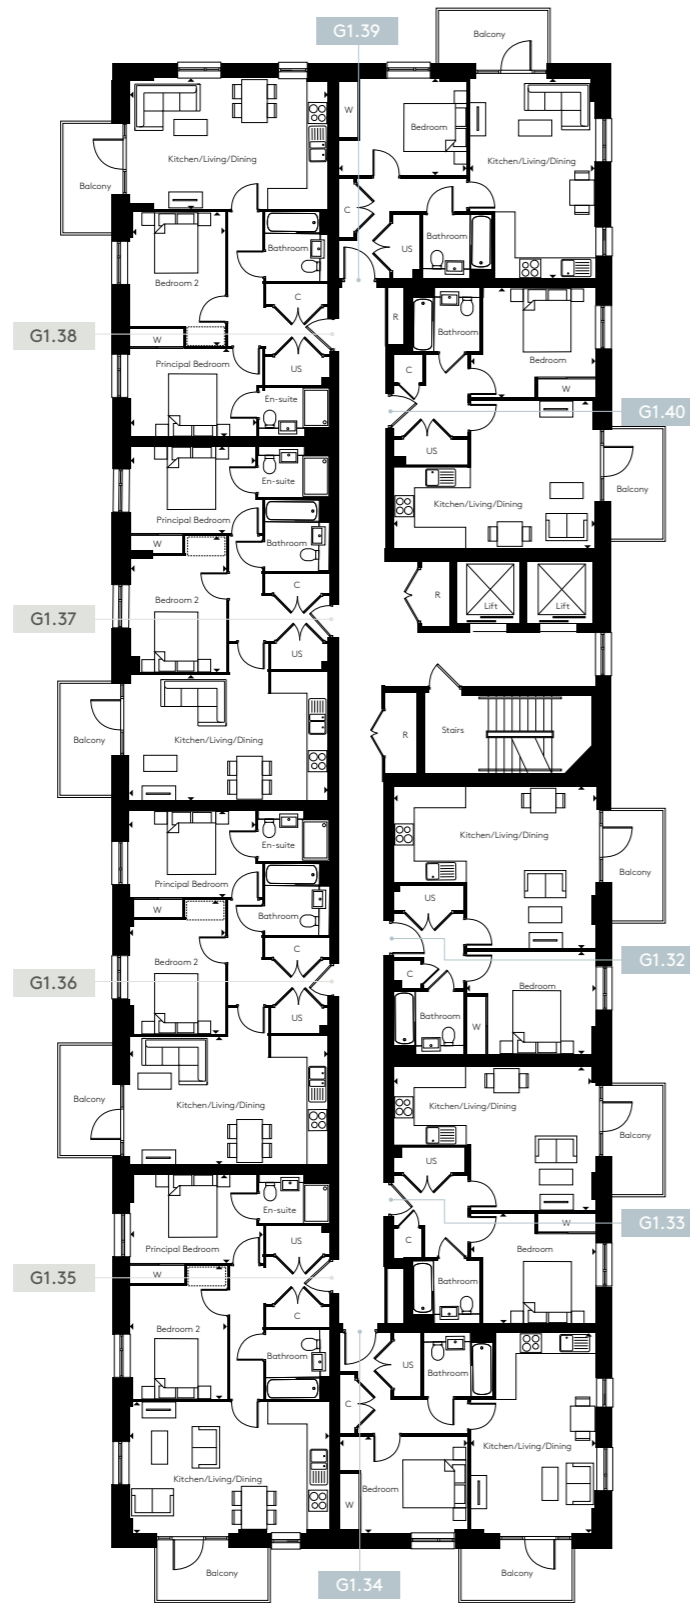 Balcony
G1.39
W
Bedroom
Kitchen/Living/Dining
Kitchen/Living/Dining
Balcony
C
Bathroom
US
Bathroom
Bedroom 2
C
R
Bathroom
G1.38
W
US
Principal Bedroom
En-suite
C
Bedroom
W
G1.40
US
Kitchen/Living/Dining
Balcony
En-suite
Principal Bedroom
W
Bathroom
Bedroom 2
C
G1.37
US
R
Lift
Lift
Balcony
Kitchen/Living/Dining
R
Stairs
Kitchen/Living/Dining
Balcony
En-suite
Principal Bedroom
W
Bathroom
US
Bedroom 2
C
G1.36
US
G1.32
C
Bedroom
Bathroom
W
Balcony
Kitchen/Living/Dining
Kitchen/Living/Dining
Balcony
US
En-suite
Principal Bedroom
US
G1.33
W
C
Bedroom
W
G1.35
C
Bathroom
Bedroom 2
Bathroom
US
Bathroom
C
Kitchen/Living/Dining
Kitchen/Living/Dining
Bedroom
W
Balcony
G1.34
Balcony